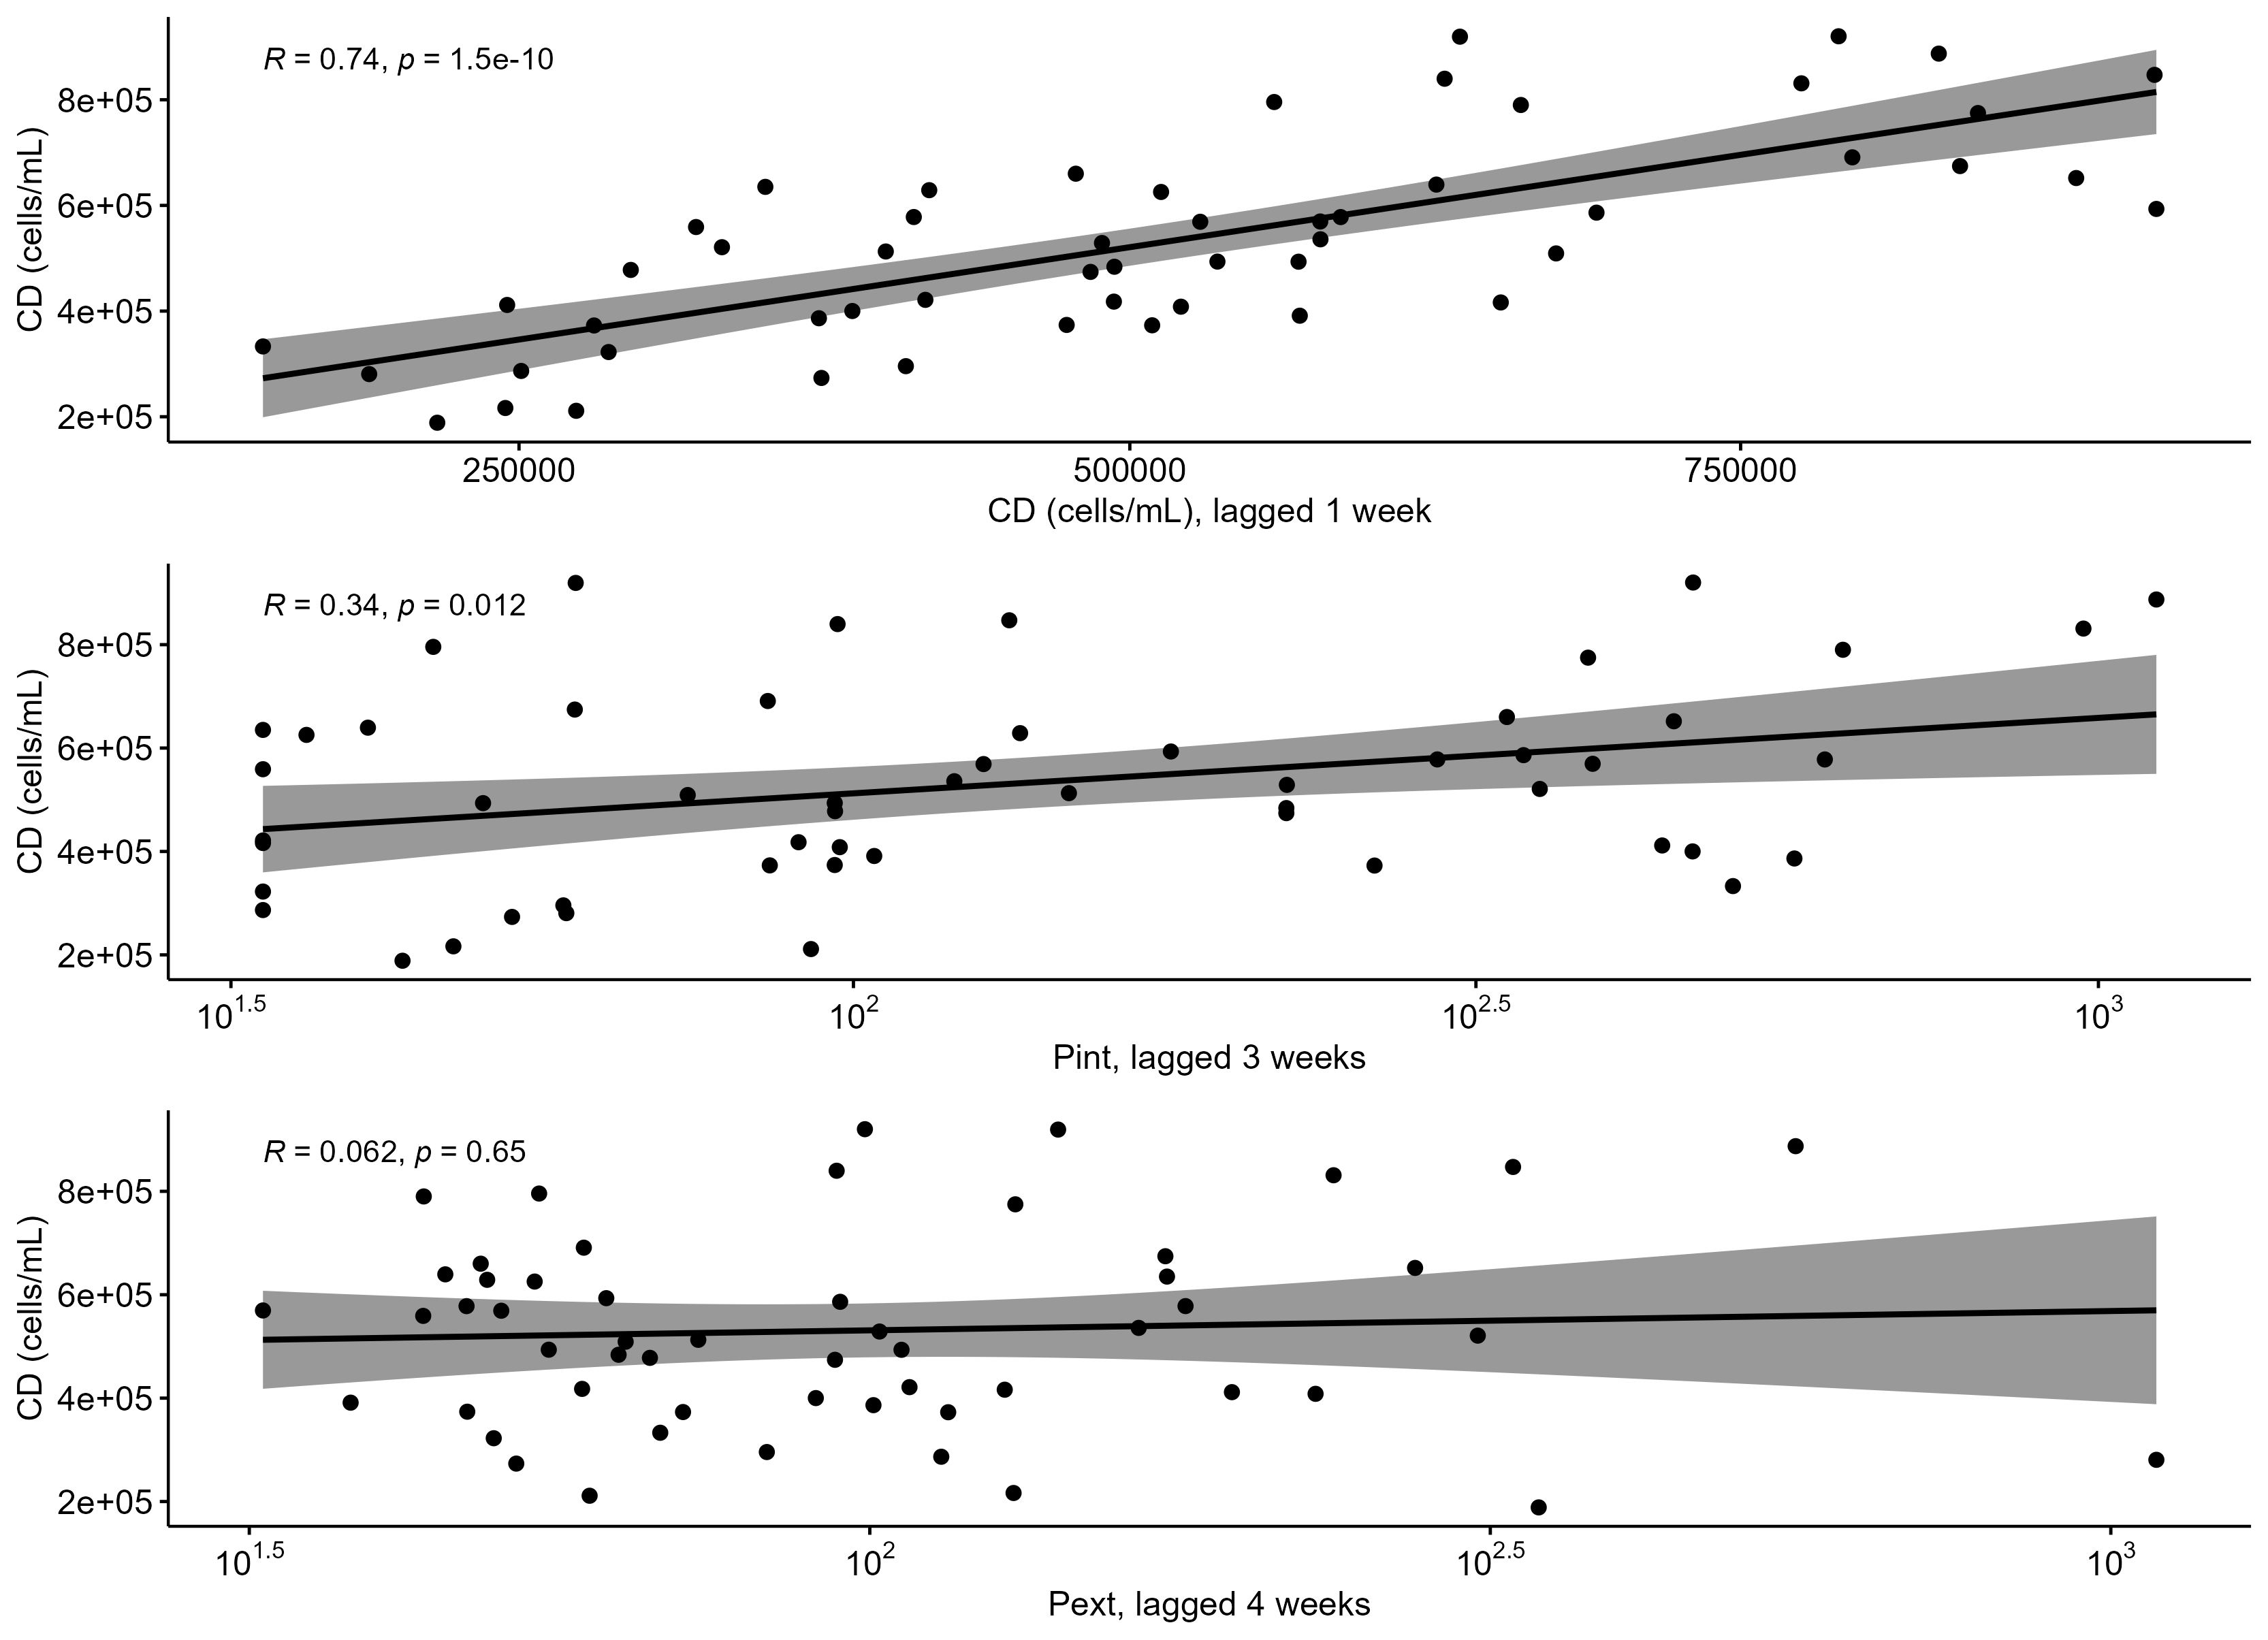 R = 0.74, p = 1.5e-10
8e+05
6e+05
4e+05
2e+05
CD (cells/mL)
250000 500000 750000
CD (cells/mL), lagged 1 week
R = 0.34, p = 0.012
8e+05
6e+05
4e+05
2e+05
CD (cells/mL)
10^1.5 10^2 10^2.5 10^3
Pint, lagged 3 weeks
R = 0.062, p = 0.65
8e+05
6e+05
4e+05
2e+05
CD (cells/mL)
10^1.5 10^2 10^2.5 10^3
Pext, lagged 4 weeks